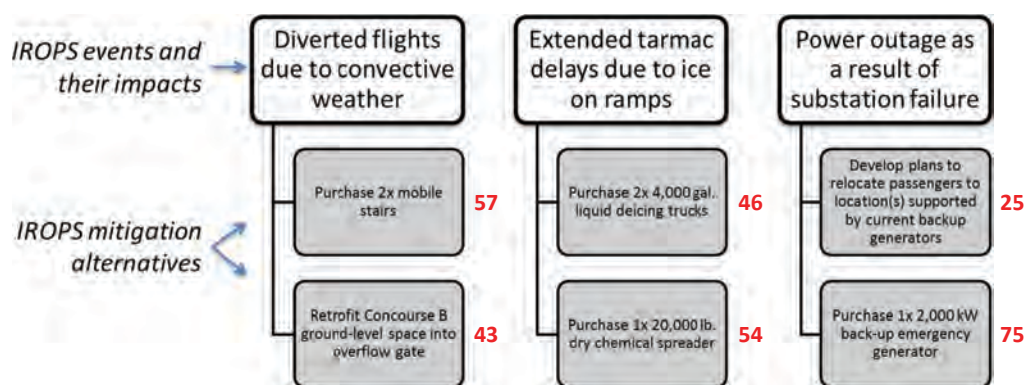 IROPS events and
their impacts
Diverted flights
due to convective
weather
Extended tarmac
delays due to ice
on ramps
Power outage as
a result of
substation failure
IROPS mitigation
alternatives
Purchase 2x mobile
stairs
57
Purchase 2x 4,000 gal.
liquid deicing trucks
46
Develop plans to
relocate passengers to
location(s) supported
by current backup
generators
25
Retrofit Concourse B
ground-level space into
overflow gate
43
Purchase 1x 20,000 lb.
dry chemical spreader
54
Purchase 1x 2,000 kW
back-up emergency
generator
75